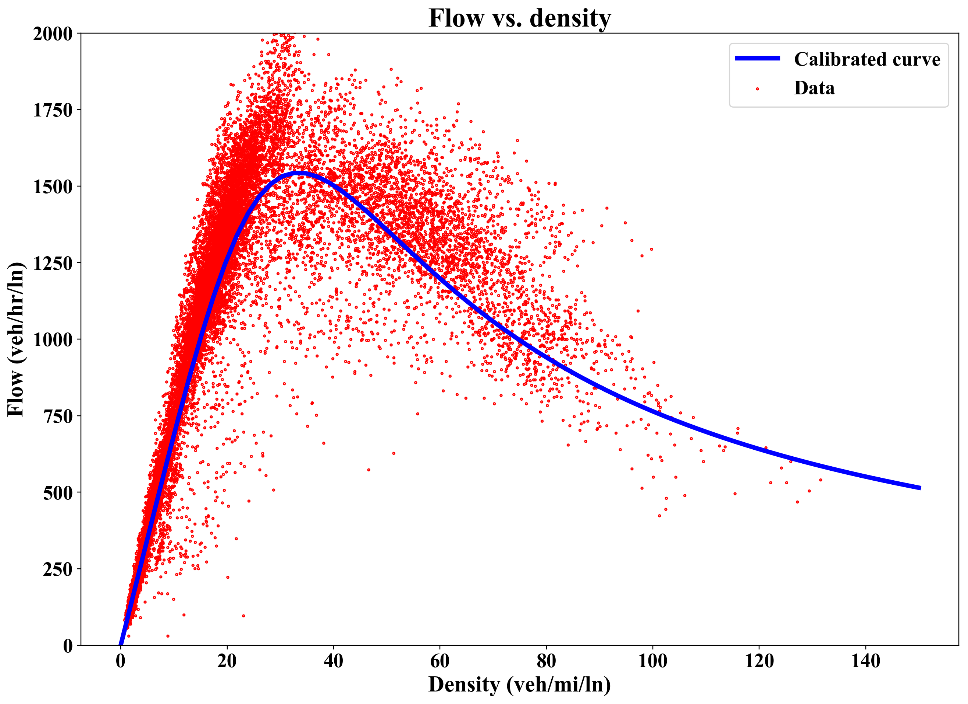 Flow vs. density
Calibrated curve
Data
Flow (veh/hr/ln)
2000
1750
1500
1250
1000
750
500
250
0
0 20 40 60 80 100 120 140
Density (veh/mi/ln)